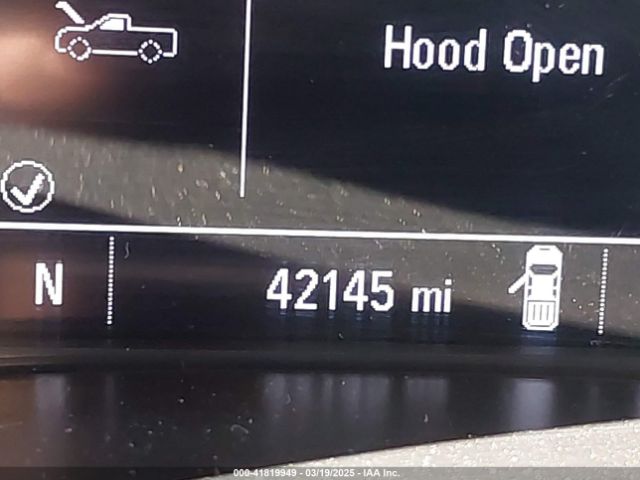 Hood Open
N 42145 mi
000-41819949 - 03/19/2025 - IAA Inc.